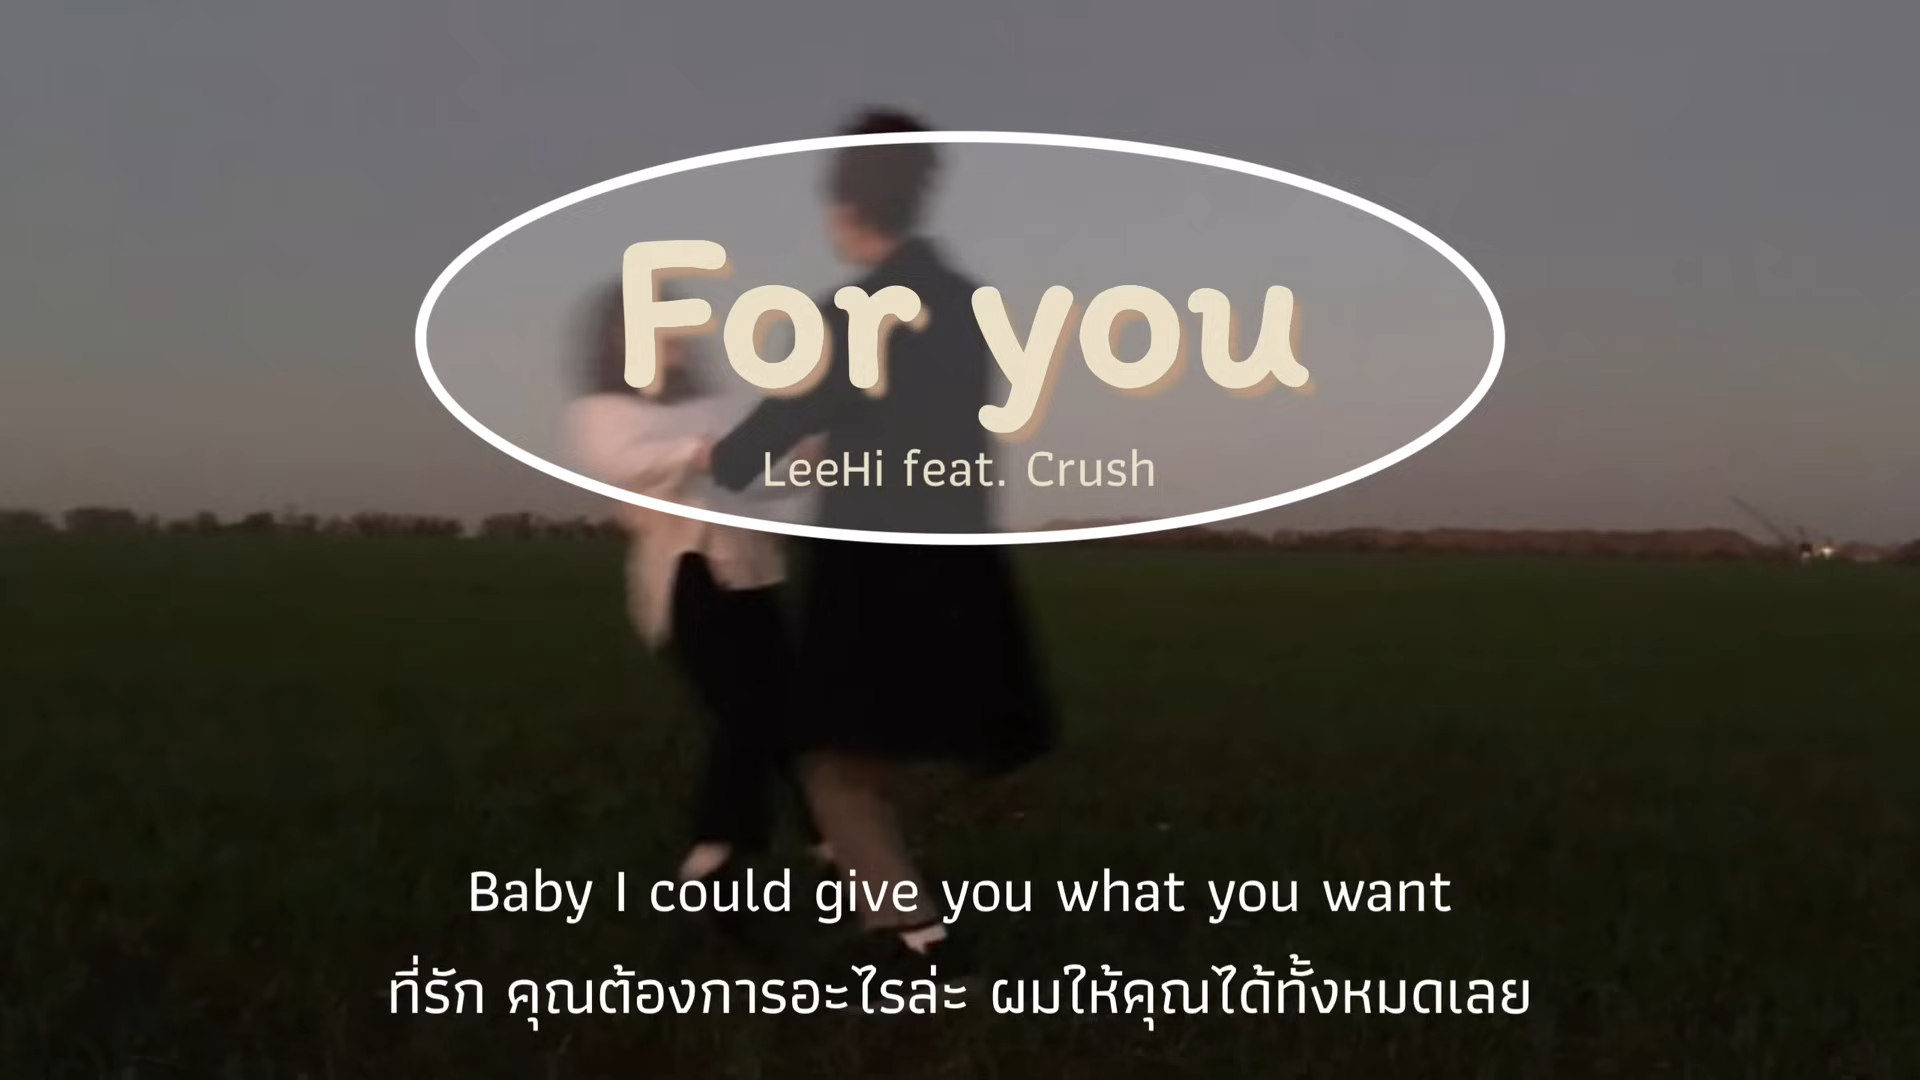 For you
LeeHi feat. Crush
Baby I could give you what you want
ที่รัก คุณต้องการอะไรล่ะ ผมให้คุณได้ทั้งหมดเลย